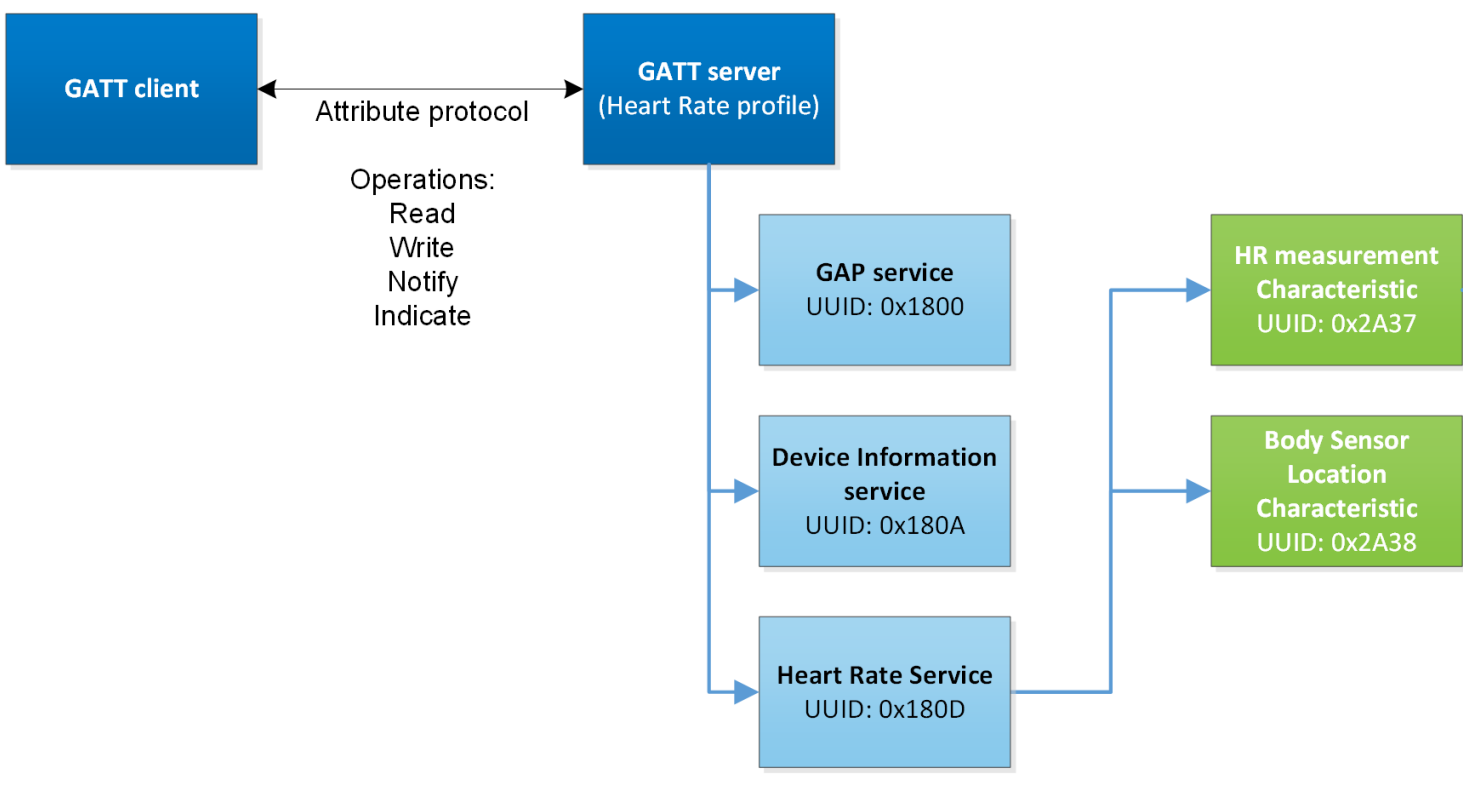 GATT client
Attribute protocol
Operations:
Read
Write
Notify
Indicate
GATT server
(Heart Rate profile)
GAP service
UUID: 0x1800
Device Information
service
UUID: 0x180A
Heart Rate Service
UUID: 0x180D
HR measurement
Characteristic
UUID: 0x2A37
Body Sensor
Location
Characteristic
UUID: 0x2A38